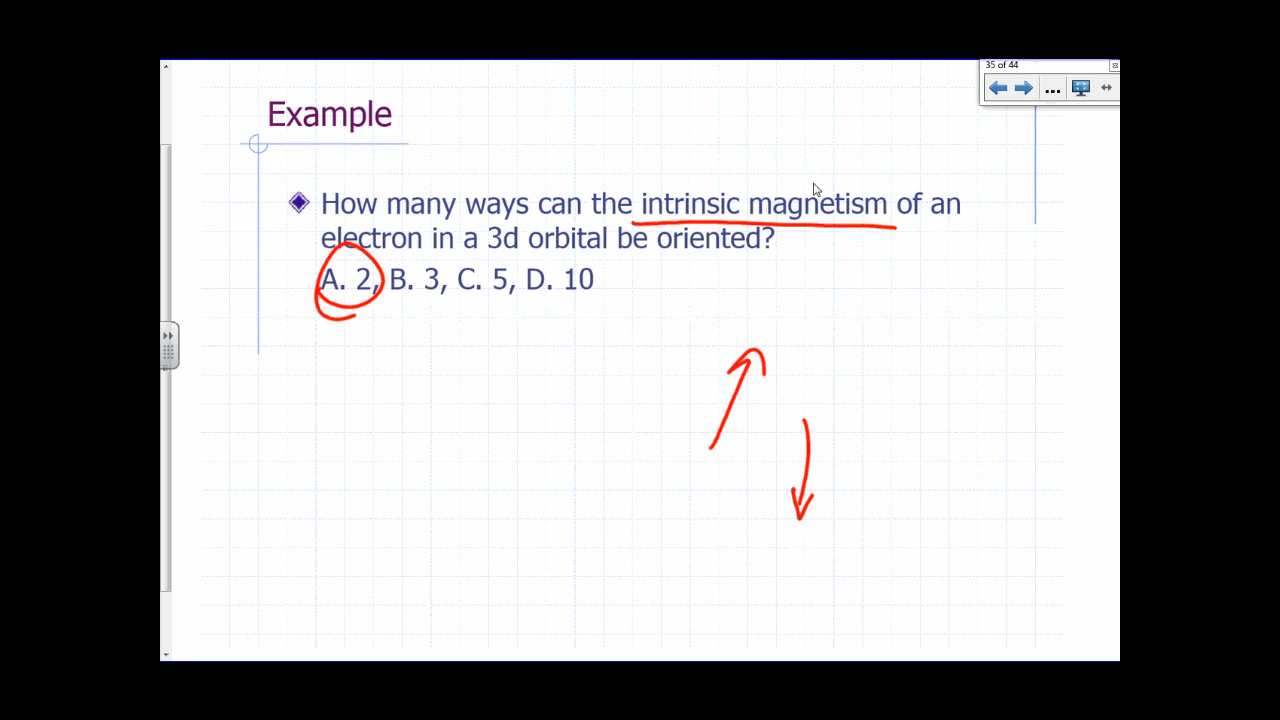 35 of 44
...
Example
How many ways can the intrinsic magnetism of an
electron in a 3d orbital be oriented?
A. 2, B. 3, C. 5, D. 10